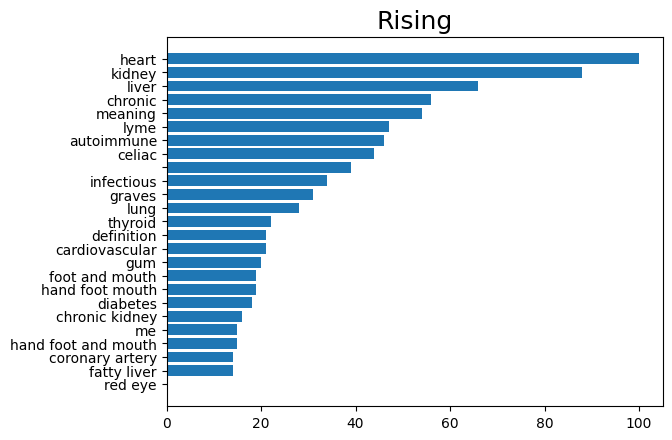 Rising
heart
kidney
liver
chronic
meaning
lyme
autoimmune
celiac
infectious
graves
lung
thyroid
definition
cardiovascular
gum
foot and mouth
hand foot mouth
diabetes
chronic kidney
me
hand foot and mouth
coronary artery
fatty liver
red eye
0 20 40 60 80 100